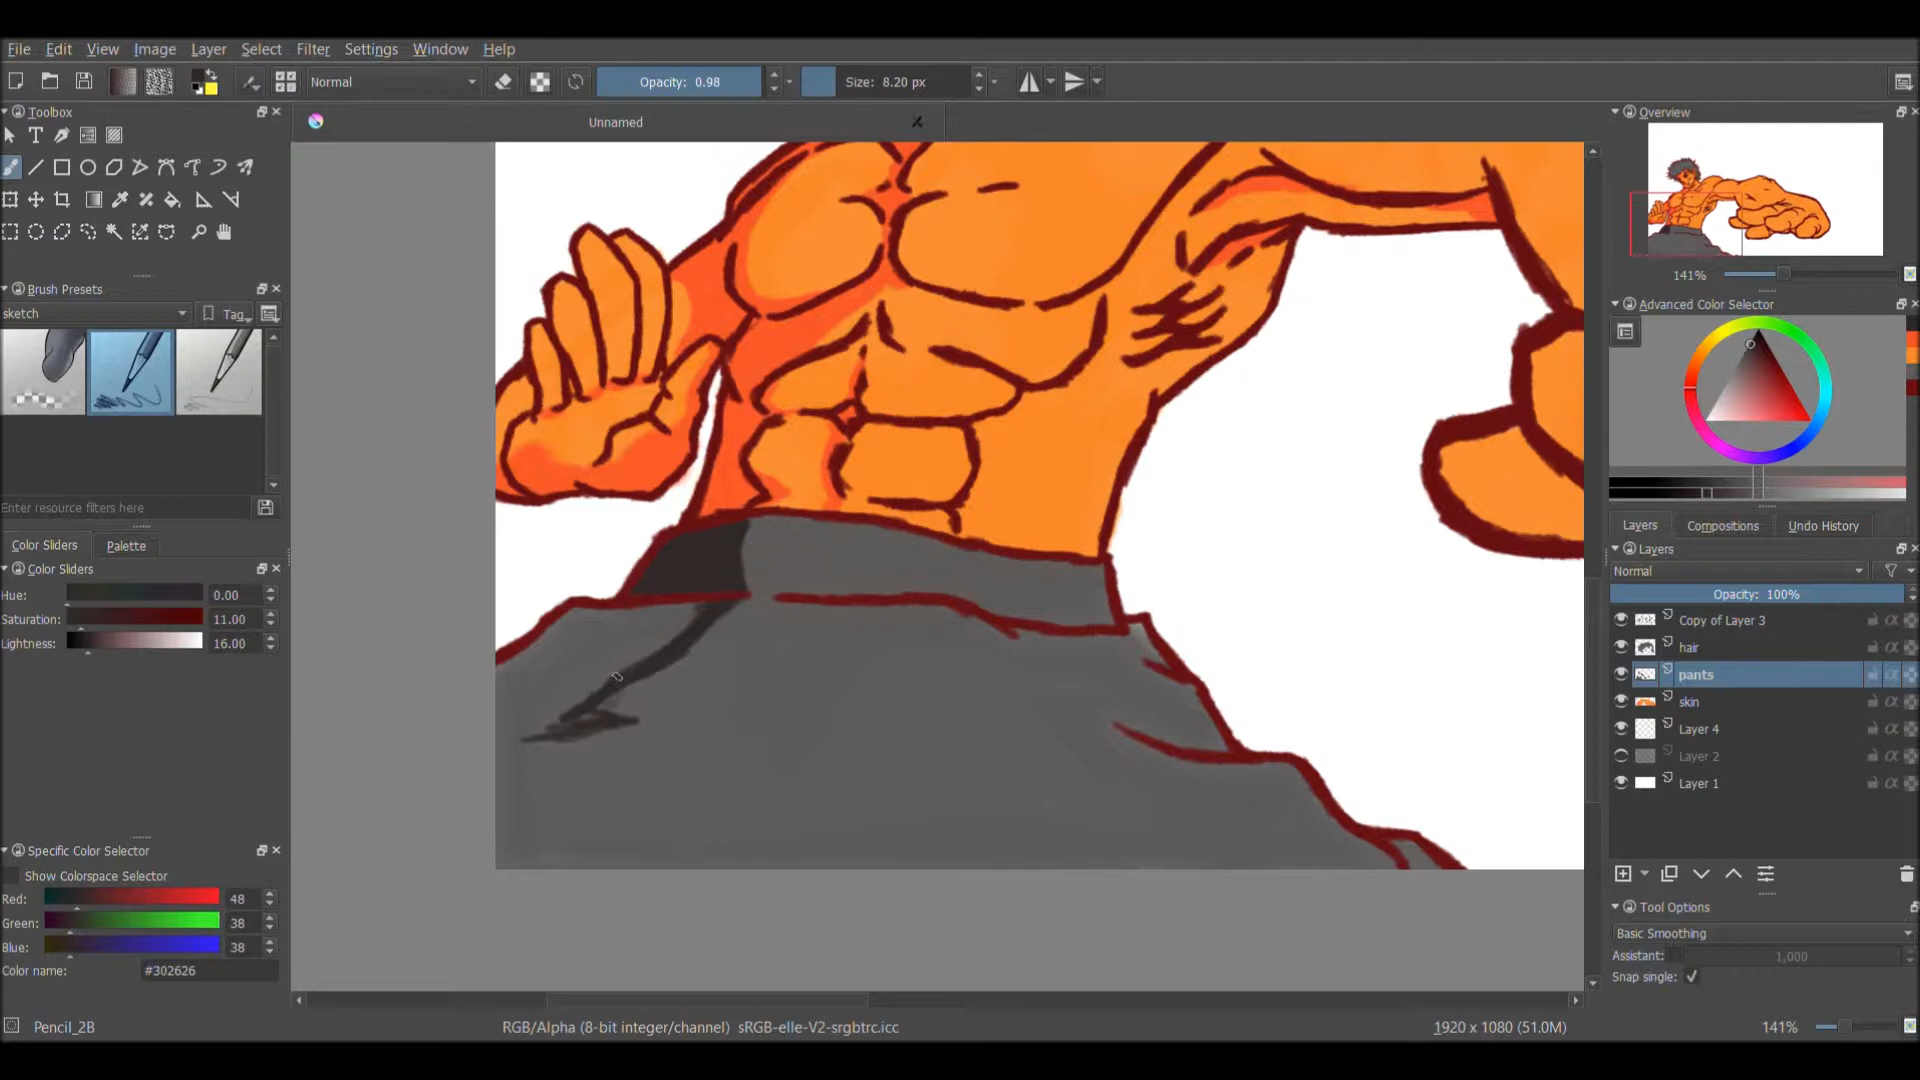 File Edit View Image Layer Select Filter Settings Window Help
Normal Opacity: 0.98 Size: 8.20 px
Toolbox
Unnamed
Overview
141%
Brush Presets
sketch Tag
Enter resource filters here
Color Sliders Palette
Color Sliders
Hue: 0.00
Saturation: 11.00
Lightness: 16.00
Specific Color Selector
Show Colorspace Selector
Red: 48
Green: 38
Blue: 38
Color name: #302626
Advanced Color Selector
Layers Compositions Undo History
Layers
Normal
Opacity: 100%
Copy of Layer 3
hair
pants
skin
Layer 4
Layer 2
Layer 1
Tool Options
Basic Smoothing
Assistant: 1,000
Snap single:
Pencil_2B RGB/Alpha (8-bit integer/channel) sRGB-elle-V2-srgbtrc.icc 1920 x 1080 (51.0M) 141%